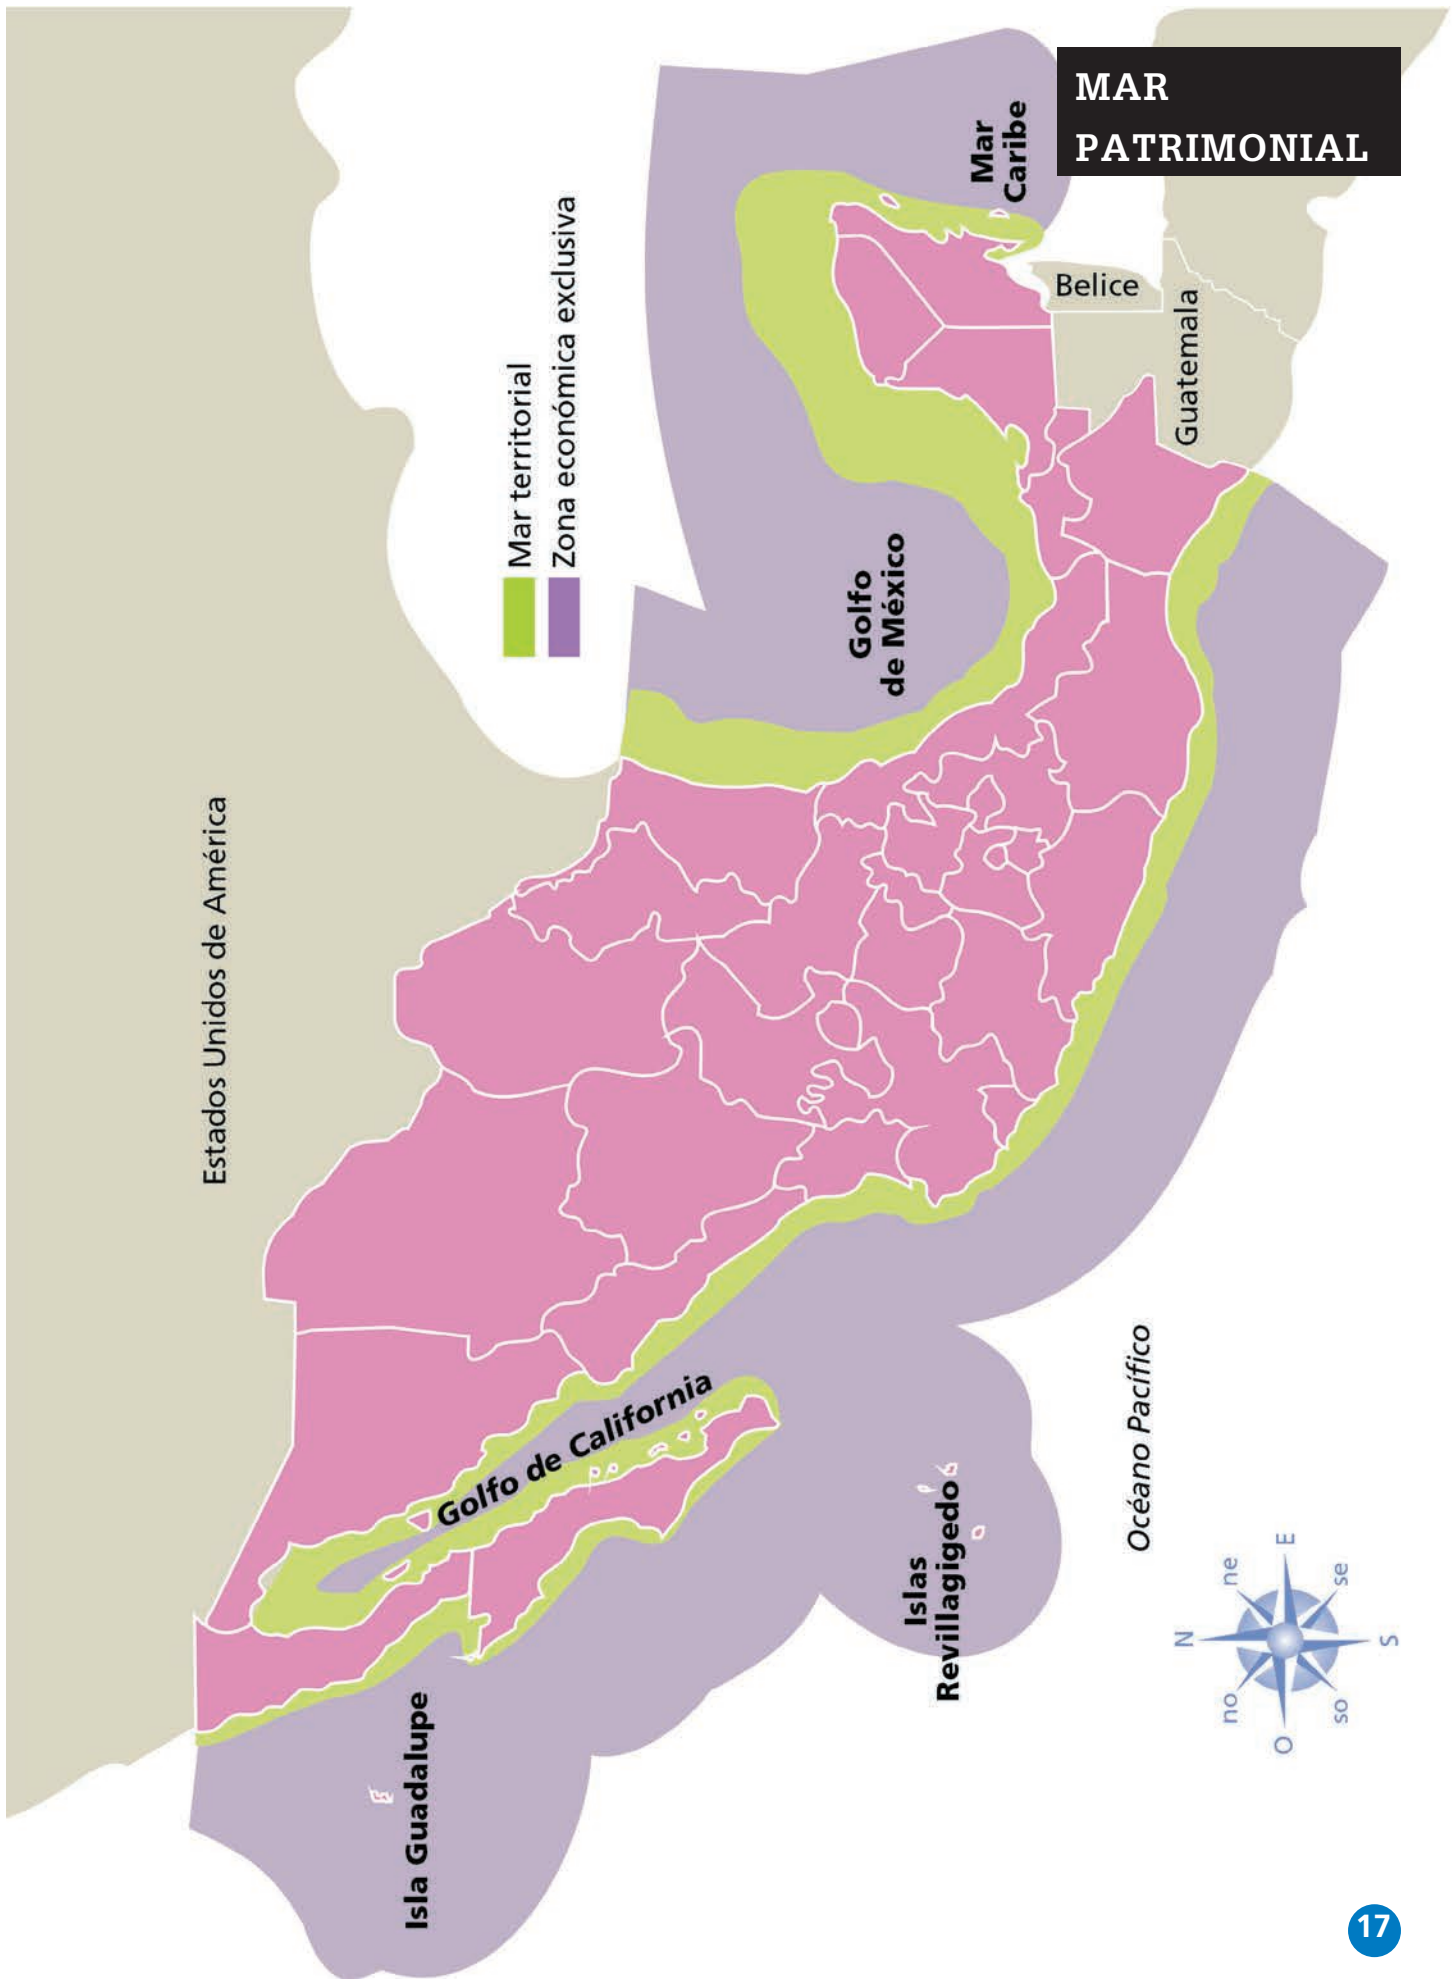 MAR
PATRIMONIAL
Estados Unidos de América
Mar territorial
Zona económica exclusiva
Golfo
de México
Mar
Caribe
Belice
Guatemala
Golfo de California
Isla Guadalupe
Islas
Revillagigedo
Océano Pacífico
N
ne
E
se
S
so
O
no
17